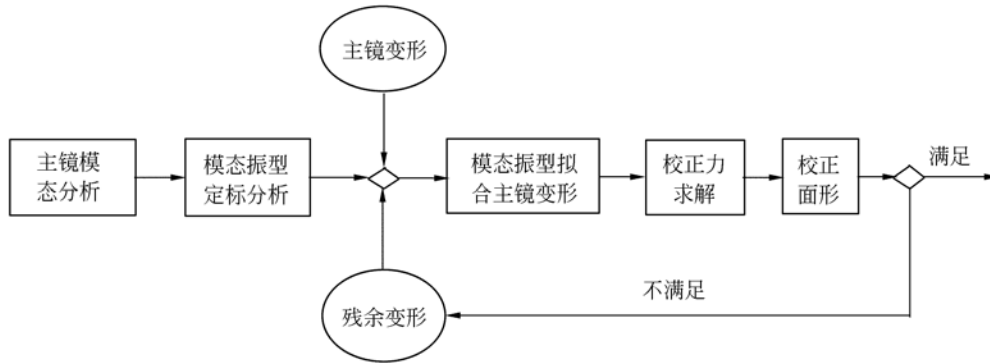 主镜变形
主镜模
态分析
模态振型
定标分析
模态振型拟
合主镜变形
校正力
求解
校正
面形
满足
不满足
残余变形